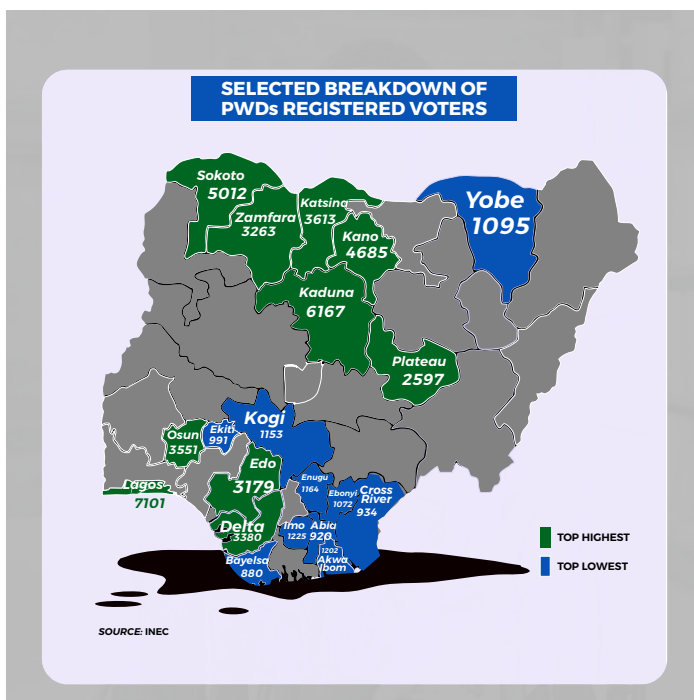 SELECTED BREAKDOWN OF
PWDs REGISTERED VOTERS
Sokoto
5012
Zamfara
3263
Katsina
3613
Kano
4685
Yobe
1095
Kaduna
6167
Plateau
2597
Kogi
1153
Osun
3551
Ekiti
991
Edo
3179
Lagos
7101
Delta
3380
Enugu
1164
Ebonyi
1072
Cross
River
934
Imo
1225
Abia
920
1202
Akwa
Ibom
Bayelsa
880
TOP HIGHEST
TOP LOWEST
SOURCE: INEC